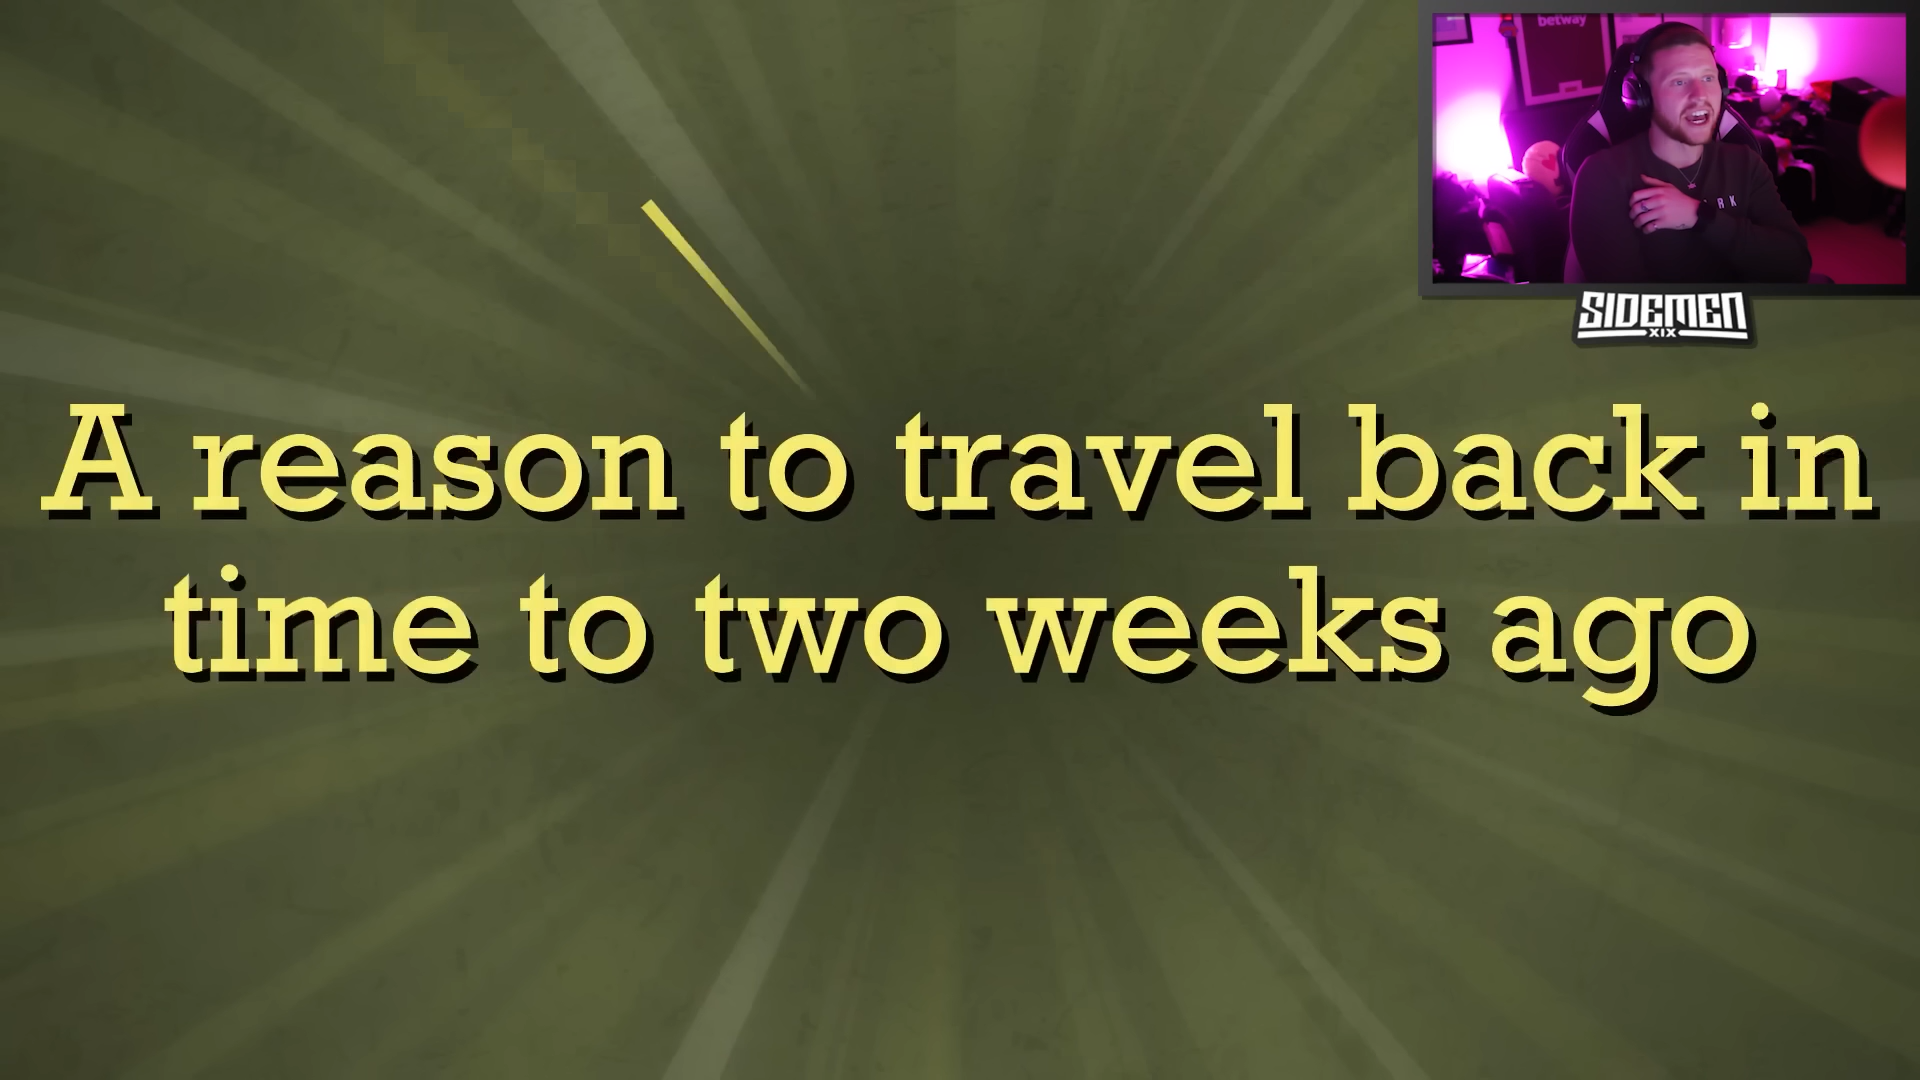 betway
SIDEMEN
XIX
A reason to travel back in
time to two weeks ago